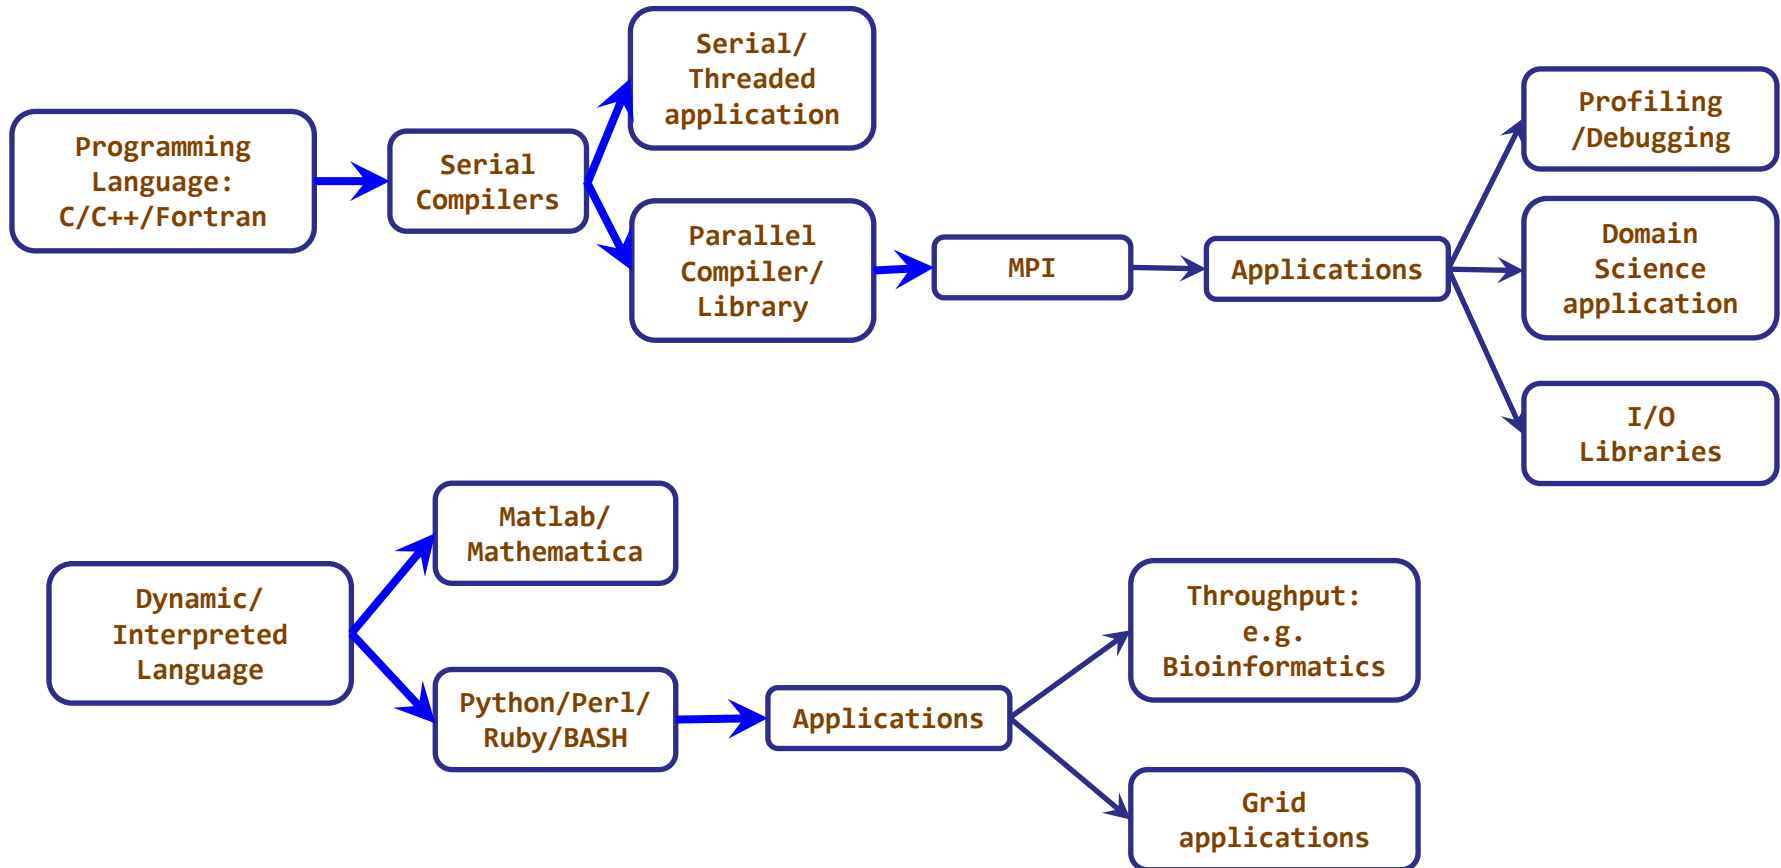 Programming
Language:
C/C++/Fortran
Serial
Compilers
Serial/
Threaded
application
Parallel
Compiler/
Library
MPI
Applications
Profiling
/Debugging
Domain
Science
application
I/O
Libraries
Dynamic/
Interpreted
Language
Matlab/
Mathematica
Python/Perl/
Ruby/BASH
Applications
Throughput:
e.g.
Bioinformatics
Grid
applications